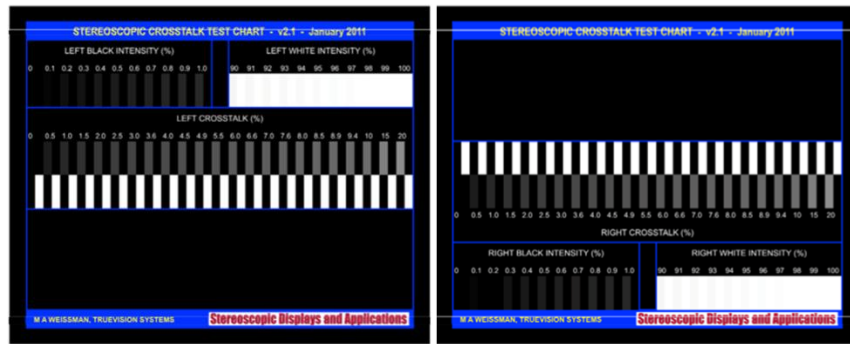 STEREOSCOPIC CROSSTALK TEST CHART - v2.1 - January 2011
LEFT BLACK INTENSITY (%) LEFT WHITE INTENSITY (%)
0 0.1 0.2 0.3 0.4 0.5 0.6 0.7 0.8 0.9 1.0 90 91 92 93 94 95 96 97 98 99 100
LEFT CROSSTALK (%)
0 0.5 1.0 1.5 2.0 2.5 3.0 3.6 4.0 4.5 4.9 5.5 6.0 6.6 7.0 7.6 8.0 8.5 8.9 9.4 10 15 20
M A WEISSMAN, TRUEVISION SYSTEMS Stereoscopic Displays and Applications
STEREOSCOPIC CROSSTALK TEST CHART - v2.1 - January 2011
0 0.5 1.0 1.5 2.0 2.5 3.0 3.6 4.0 4.5 4.9 5.5 6.0 6.6 7.0 7.6 8.0 8.5 8.9 9.4 10 15 20
RIGHT CROSSTALK (%)
RIGHT BLACK INTENSITY (%) RIGHT WHITE INTENSITY (%)
0 0.1 0.2 0.3 0.4 0.5 0.6 0.7 0.8 0.9 1.0 90 91 92 93 94 95 96 97 98 99 100
M A WEISSMAN, TRUEVISION SYSTEMS Stereoscopic Displays and Applications